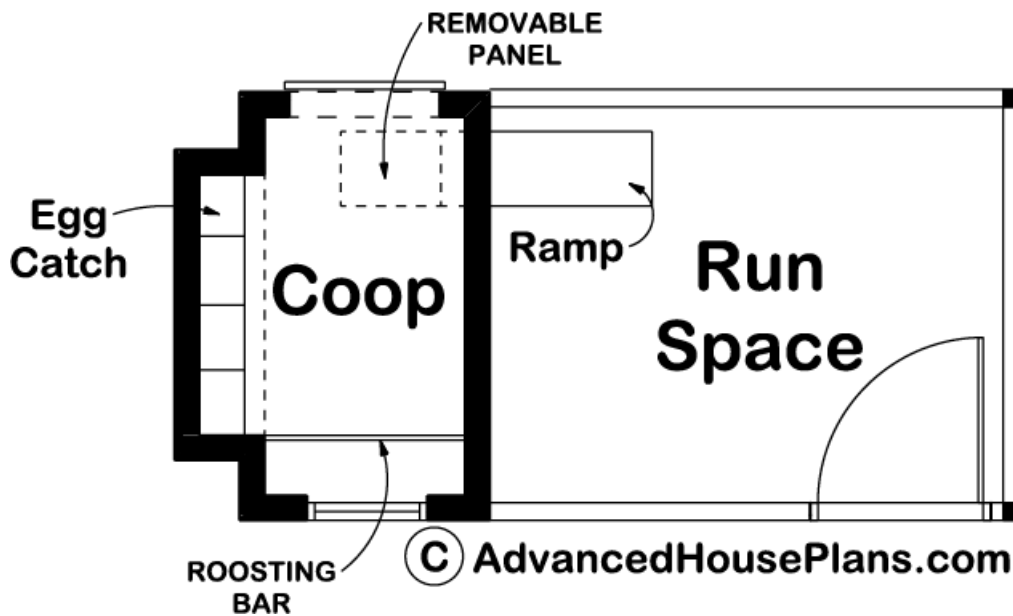 REMOVABLE
PANEL
Egg
Catch
Ramp
Coop
Run
Space
ROOSTING
BAR
C AdvancedHousePlans.com